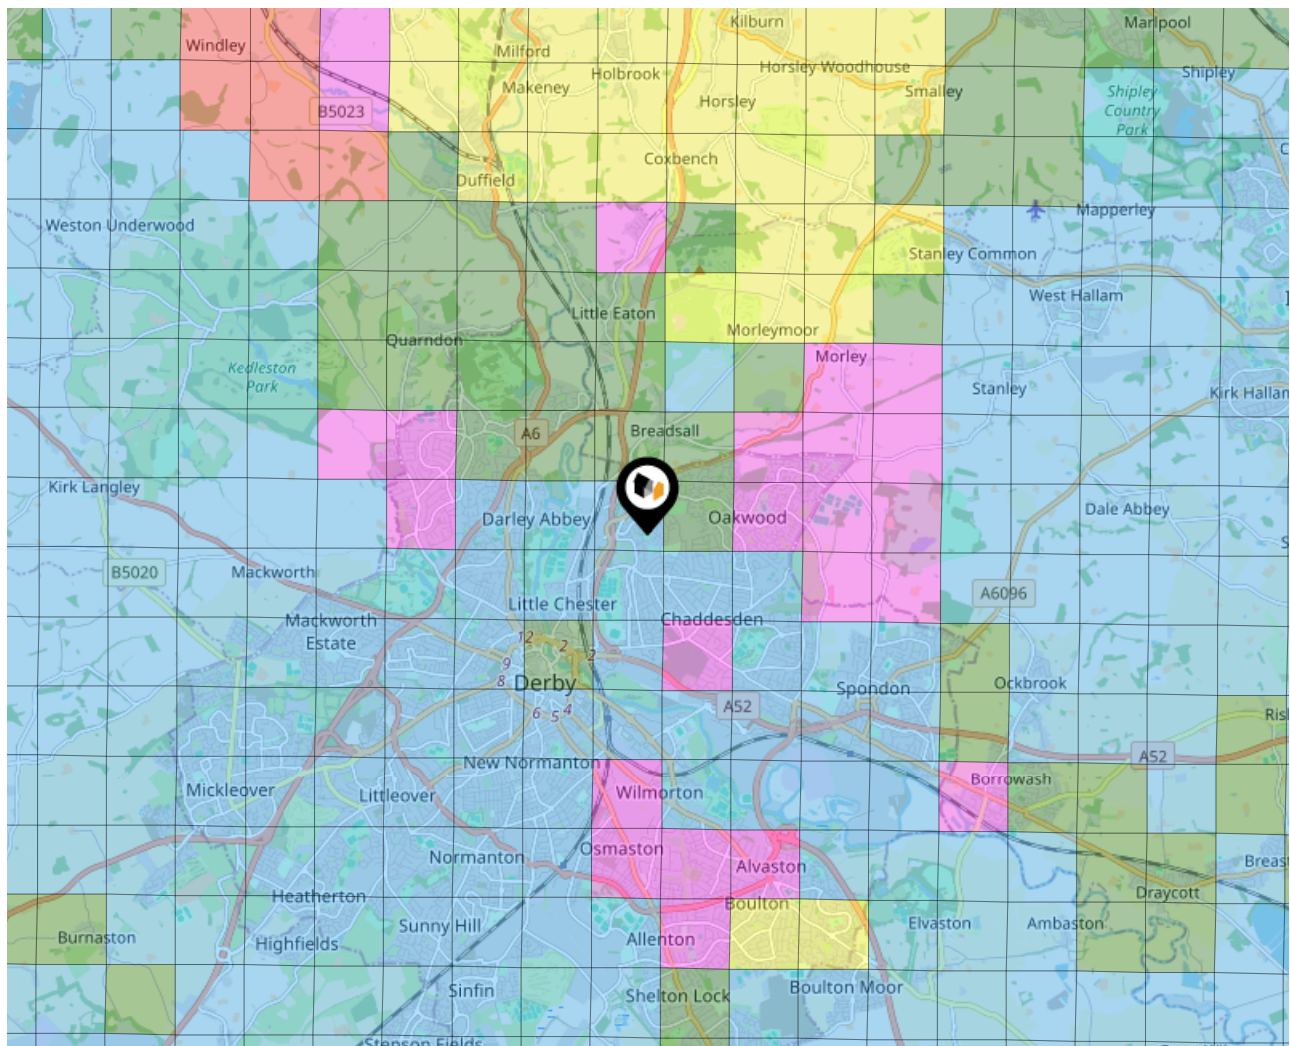 Kilburn
Marlpool
Windley
Milford
Holbrook
Horsley Woodhouse
Shipley
Makeney
Horsley
Smalley
Shipley
Country
Park
B5023
Coxbench
Duffield
Mapperley
Weston Underwood
Stanley Common
West Hallam
Little Eaton
Morleymoor
Quarndon
Morley
Kedleston
Park
Stanley
Kirk Hallam
A6
Breadsall
Kirk Langley
Darley Abbey
Oakwood
Dale Abbey
B5020
Mackworth
A6096
Little Chester
Mackworth
Estate
Chaddesden
12
2
2
9
8
Derby
Spondon
Ockbrook
6
5
4
A52
Ris
New Normanton
A52
Mickleover
Littleover
Wilmorton
Borrowash
Osmaston
Normanton
Alvaston
Breas
Heatherton
Boulton
Draycott
Burnaston
Highfields
Sunny Hill
Allenton
Elvaston
Ambaston
Sinfin
Shelton Lock
Boulton Moor
Stenson Fields